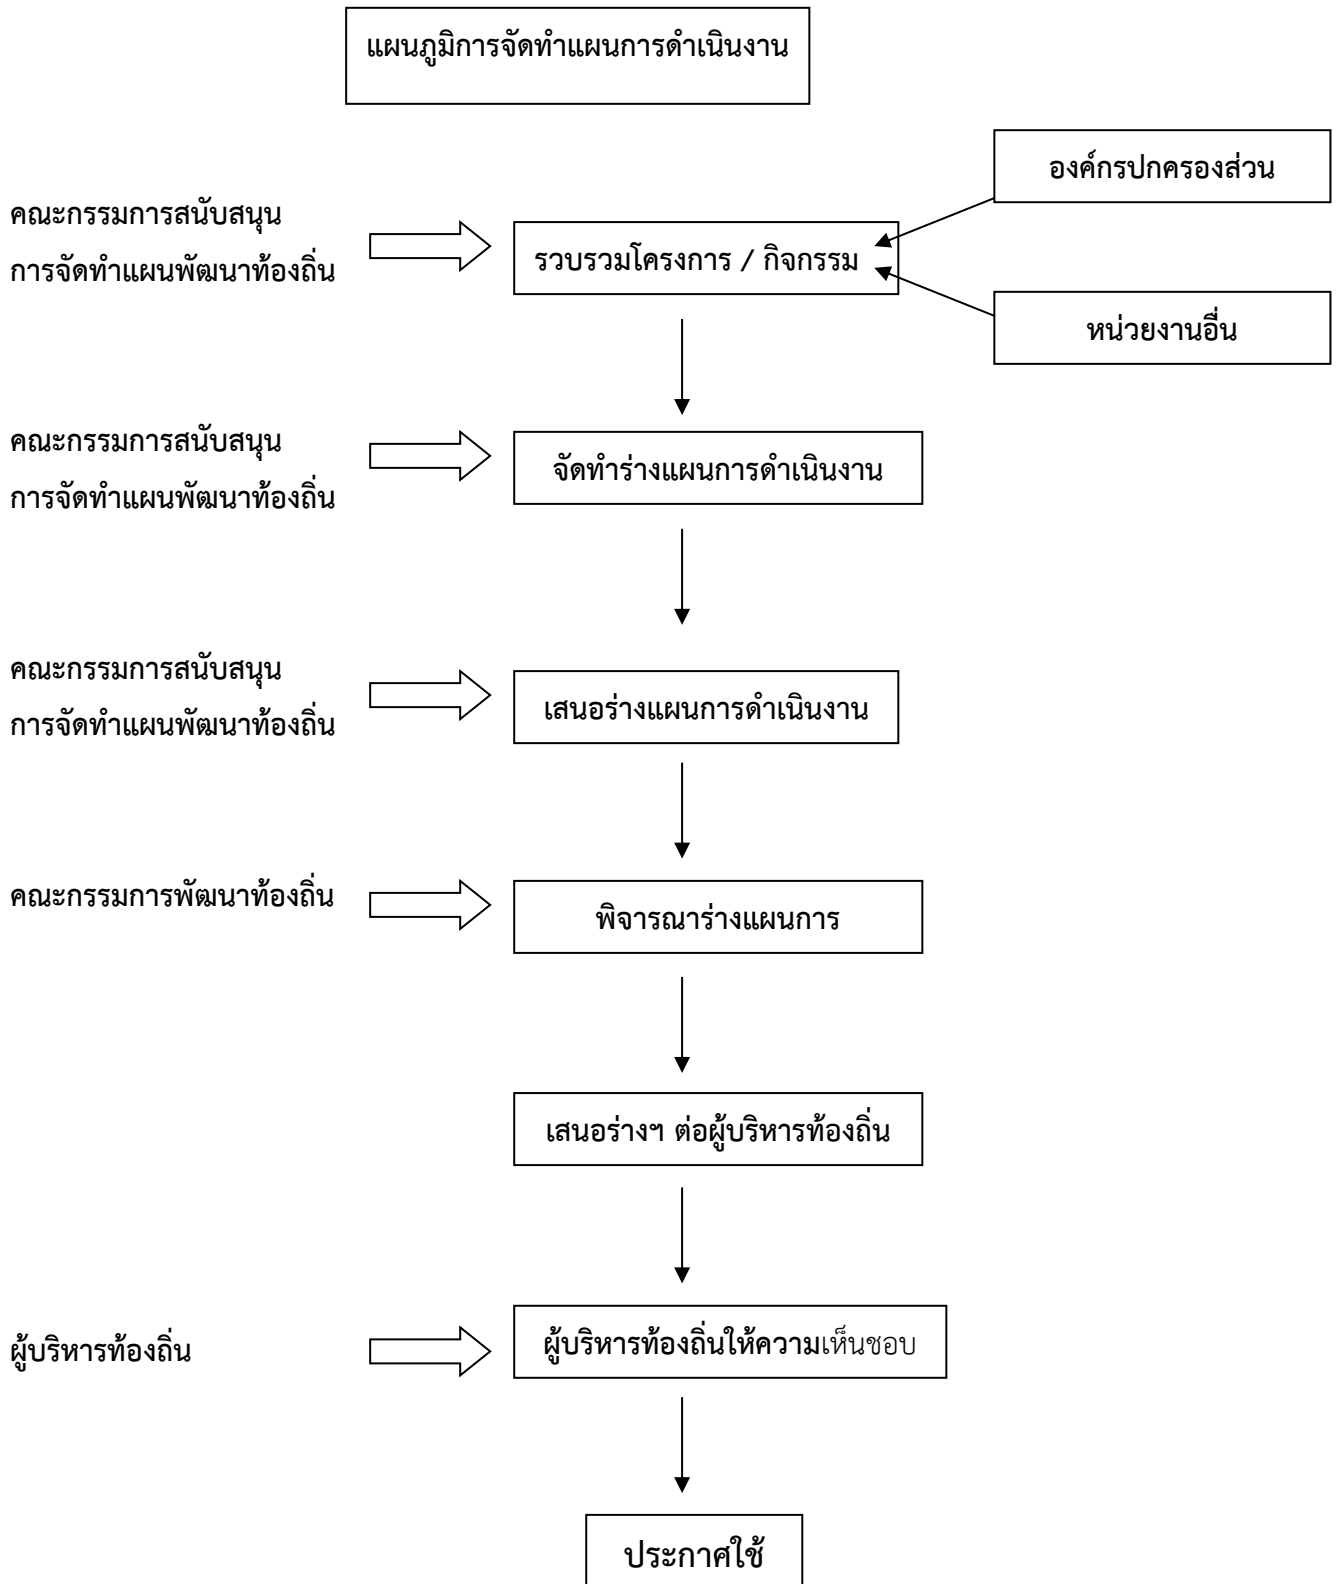 แผนภูมิการจัดทำแผนการดำเนินงาน
องค์กรปกครองส่วน
คณะกรรมการสนับสนุน
การจัดทำแผนพัฒนาท้องถิ่น
รวบรวมโครงการ / กิจกรรม
หน่วยงานอื่น
คณะกรรมการสนับสนุน
การจัดทำแผนพัฒนาท้องถิ่น
จัดทำร่างแผนการดำเนินงาน
คณะกรรมการสนับสนุน
การจัดทำแผนพัฒนาท้องถิ่น
เสนอร่างแผนการดำเนินงาน
คณะกรรมการพัฒนาท้องถิ่น
พิจารณาร่างแผนการ
เสนอร่างฯ ต่อผู้บริหารท้องถิ่น
ผู้บริหารท้องถิ่น
ผู้บริหารท้องถิ่นให้ความเห็นชอบ
ประกาศใช้